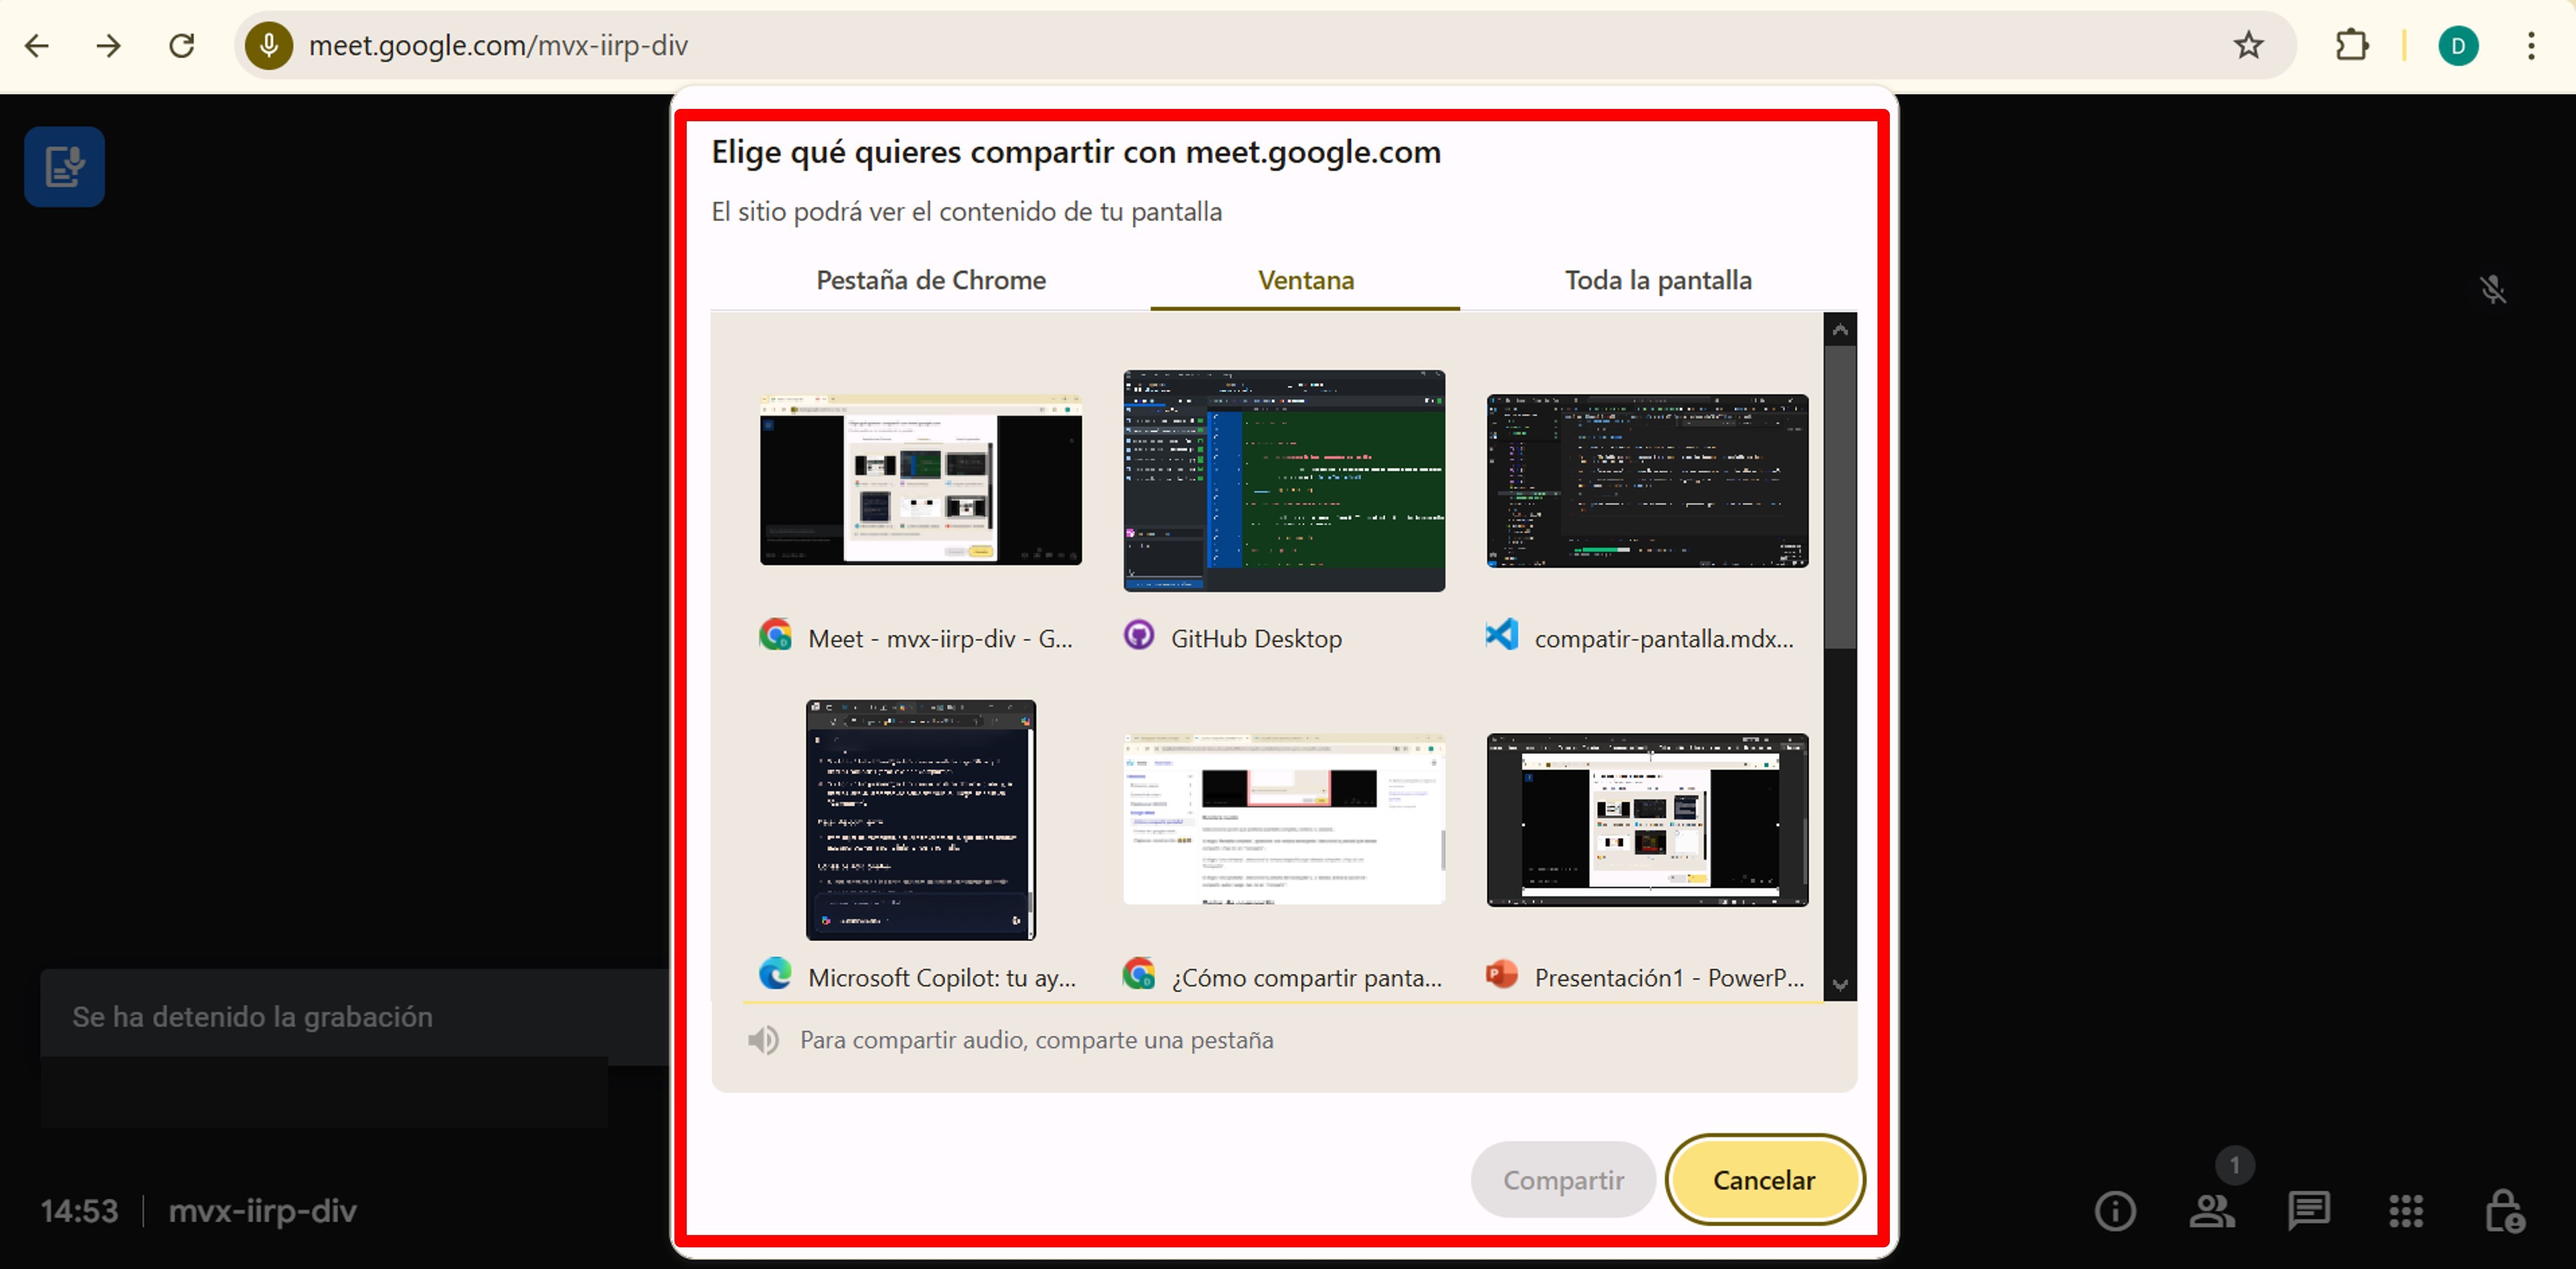 meet.google.com/mvx-iirp-div
D
Elige qué quieres compartir con meet.google.com
El sitio podrá ver el contenido de tu pantalla
Pestaña de Chrome
Ventana
Toda la pantalla
Meet - mvx-iirp-div - G...
GitHub Desktop
compatir-pantalla.mdx...
Microsoft Copilot: tu ay...
¿Cómo compartir panta...
Presentación1 - PowerP...
Para compartir audio, comparte una pestaña
Se ha detenido la grabación
Compartir
Cancelar
1
14:53
mvx-iirp-div